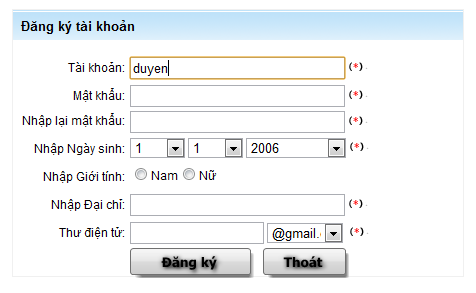 Đăng ký tài khoản
Tài khoản: duyen (*)
Mật khẩu: (*)
Nhập lại mật khẩu: (*)
Nhập Ngày sinh: 1 1 2006 (*)
Nhập Giới tính: Nam Nữ
Nhập Đại chỉ: (*)
Thư điện tử: @gmail. (*)
Đăng ký Thoát